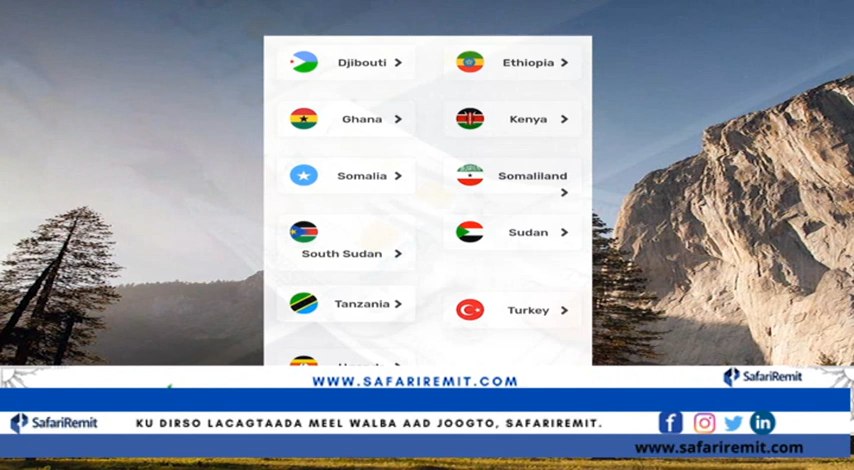 Djibouti
Ethiopia
Ghana
Kenya
Somalia
Somaliland
South Sudan
Sudan
Tanzania
Turkey
WWW.SAFARIREMIT.COM
SafariRemit
SafariRemit
KU DIRSO LACAGTAADA MEEL WALBA AAD JOOGTO, SAFARIREMIT.
www.safariremit.com